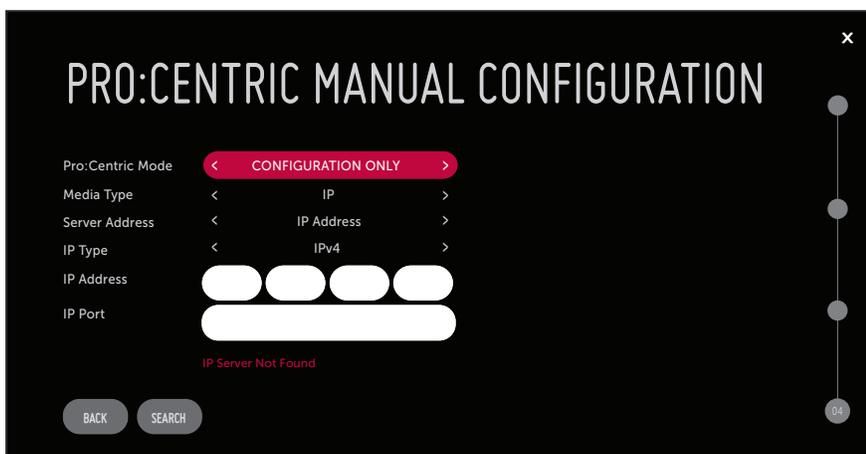 X
PRO:CENTRIC MANUAL CONFIGURATION
Pro:Centric Mode < CONFIGURATION ONLY >
Media Type < IP >
Server Address < IP Address >
IP Type < IPv4 >
IP Address
IP Port
IP Server Not Found
BACK SEARCH
04